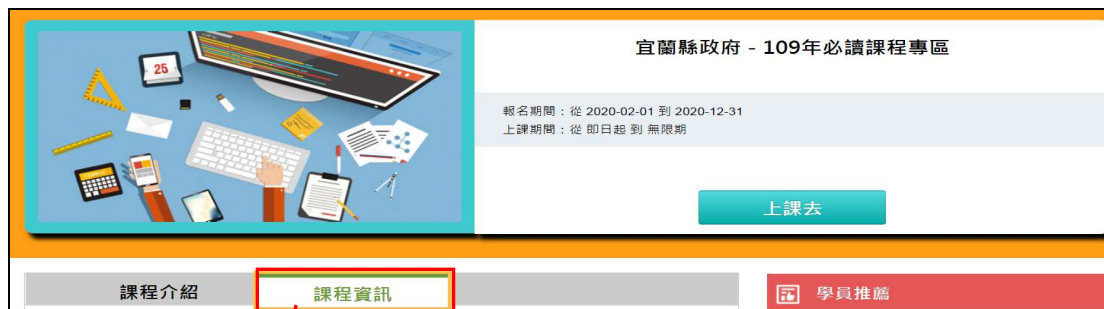 25
宜蘭縣政府 - 109年必讀課程專區
報名期間：從 2020-02-01 到 2020-12-31
上課期間：從 即日起 到 無限期
上課去
課程介紹
課程資訊
學員推薦